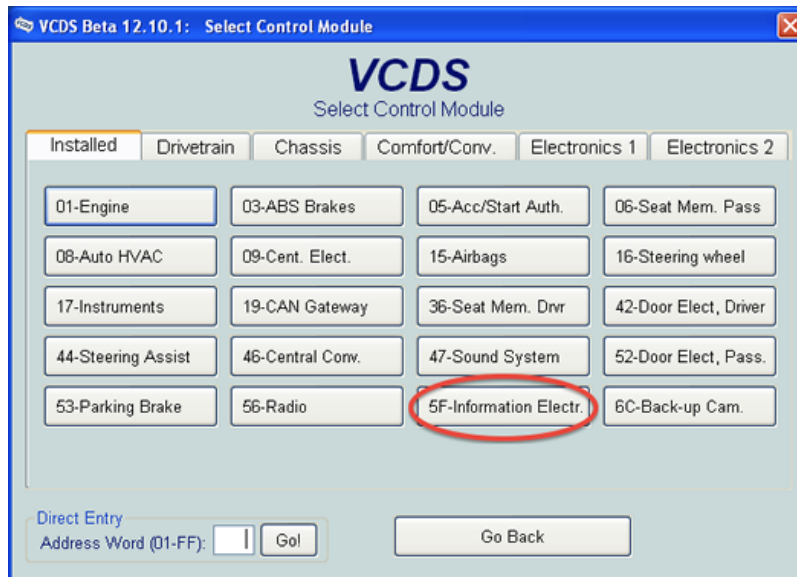 VCDS Beta 12.10.1: Select Control Module
VCDS
Select Control Module
Installed Drivetrain Chassis Comfort/Conv. Electronics 1 Electronics 2
01-Engine 03-ABS Brakes 05-Acc/Start Auth. 06-Seat Mem. Pass
08-Auto HVAC 09-Cent. Elect. 15-Airbags 16-Steering wheel
17-Instruments 19-CAN Gateway 36-Seat Mem. Drvr 42-Door Elect, Driver
44-Steering Assist 46-Central Conv. 47-Sound System 52-Door Elect, Pass.
53-Parking Brake 56-Radio 5F-Information Electr. 6C-Back-up Cam.
Direct Entry
Address Word (01-FF): Go! Go Back